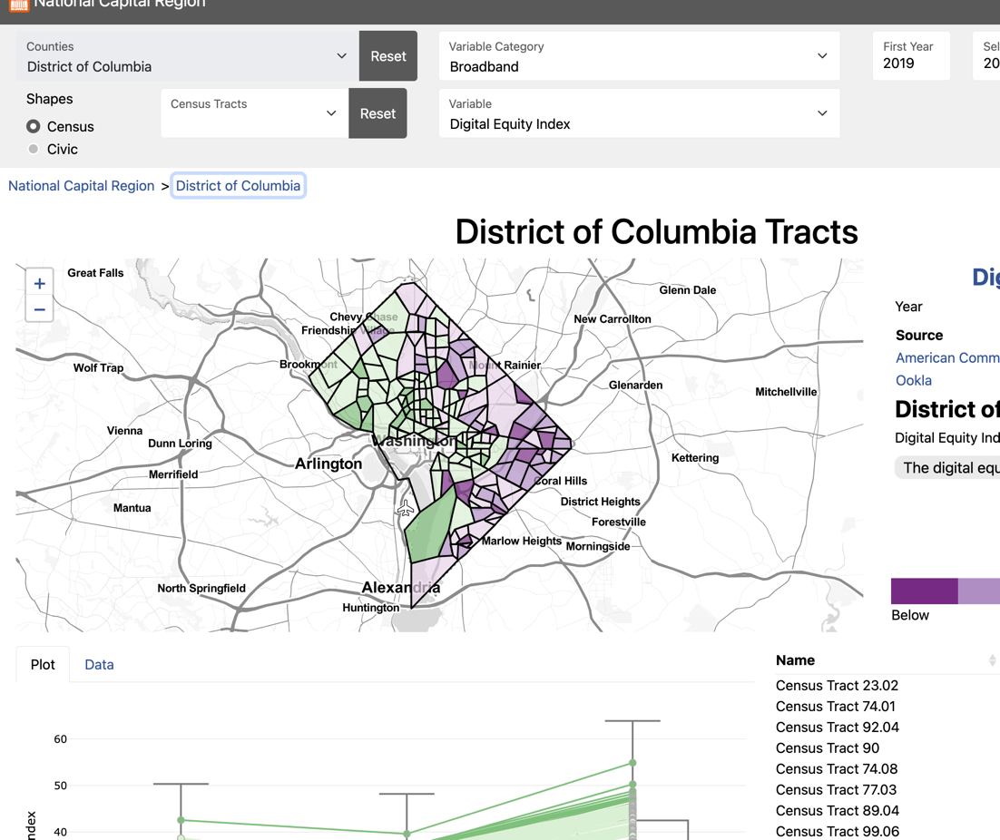 National Capital Region
Counties
District of Columbia
Reset
Variable Category
Broadband
First Year
2019
Sel
20
Shapes
Census
Civic
Census Tracts
Reset
Variable
Digital Equity Index
National Capital Region > District of Columbia
District of Columbia Tracts
+
−
Great Falls
Glenn Dale
Chevy Chase
Friendship Village
New Carrollton
Brookmont
Wolf Trap
Mount Rainier
Glenarden
Mitchellville
Vienna
Dunn Loring
Washington
Arlington
Kettering
Merrifield
Coral Hills
Mantua
District Heights
Forestville
Marlow Heights
Morningside
North Springfield
Alexandria
Huntington
Dig
Year
Source
American Comm
Ookla
District of
Digital Equity Ind
The digital equ
Below
Plot
Data
60
50
40
ndex
Name
Census Tract 23.02
Census Tract 74.01
Census Tract 92.04
Census Tract 90
Census Tract 74.08
Census Tract 77.03
Census Tract 89.04
Census Tract 99.06